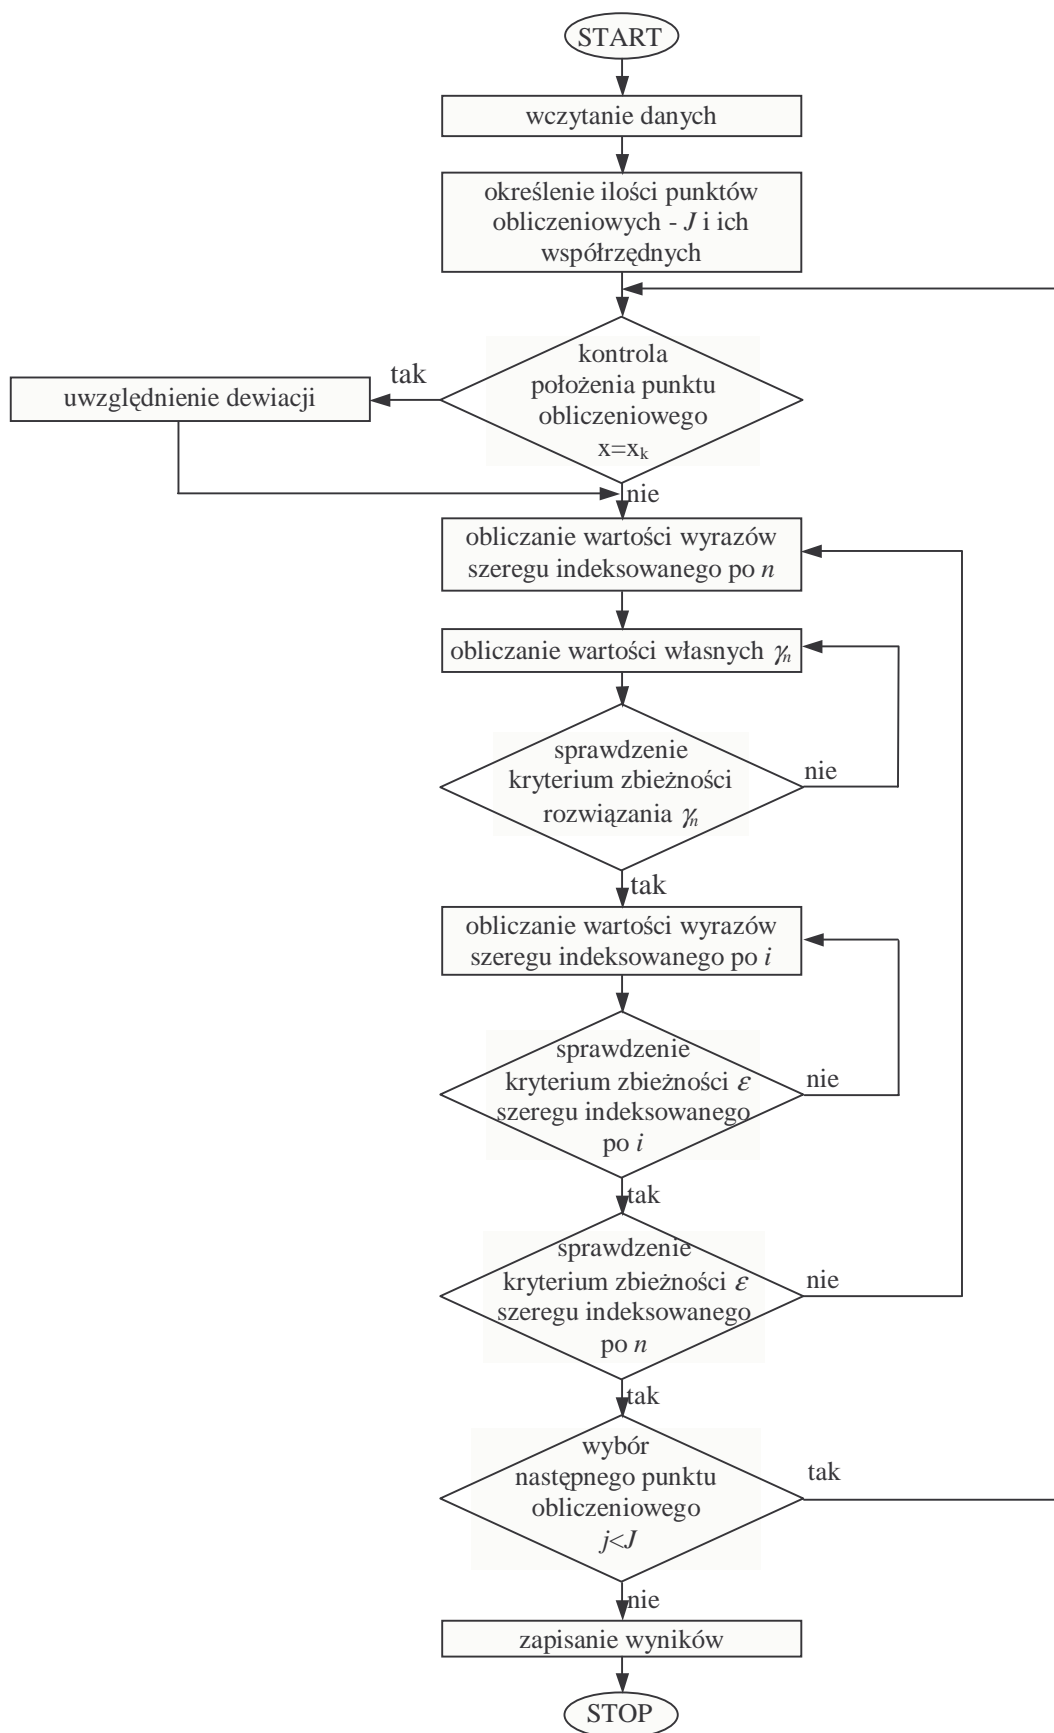 START
wczytanie danych
określenie ilości punktów
obliczeniowych - J i ich
współrzędnych
kontrola
położenia punktu
obliczeniowego
x=xₖ
tak
uwzględnienie dewiacji
nie
obliczanie wartości wyrazów
szeregu indeksowanego po n
obliczanie wartości własnych γₙ
sprawdzenie
kryterium zbieżności
rozwiązania γₙ
nie
tak
obliczanie wartości wyrazów
szeregu indeksowanego po i
sprawdzenie
kryterium zbieżności ε
szeregu indeksowanego
po i
nie
tak
sprawdzenie
kryterium zbieżności ε
szeregu indeksowanego
po n
nie
tak
wybór
następnego punktu
obliczeniowego
j<J
tak
nie
zapisanie wyników
STOP